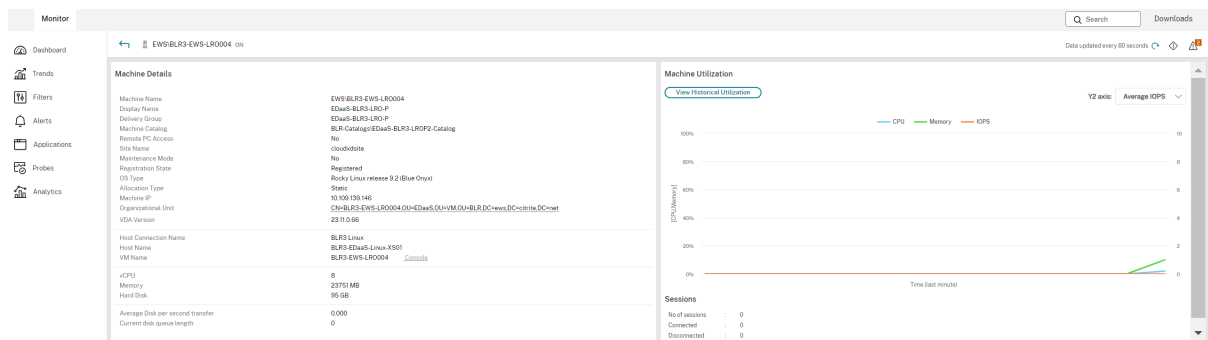 Monitor
Search
Downloads
Dashboard
Trends
Filters
Alerts
Applications
Probes
Analytics
EWS\BLR3-EWS-LRO004 ON
Data updated every 60 seconds
2
Machine Details
Machine Name EWS\BLR3-EWS-LRO004
Display Name EDaaS-BLR3-LRO-P
Delivery Group EDaaS-BLR3-LRO-P
Machine Catalog BLR-Catalogs\EDaaS-BLR3-LROP2-Catalog
Remote PC Access No
Site Name cloudxdsite
Maintenance Mode No
Registration State Registered
OS Type Rocky Linux release 9.2 (Blue Onyx)
Allocation Type Static
Machine IP 10.109.139.146
Organizational Unit CN=BLR3-EWS-LRO004,OU=EDaaS,OU=VM,OU=BLR,DC=ews,DC=citrite,DC=net
VDA Version 23.11.0.66
Host Connection Name BLR3 Linux
Host Name BLR3-EDaaS-Linux-XS01
VM Name BLR3-EWS-LRO004 Console
vCPU 8
Memory 23751 MB
Hard Disk 95 GB
Average Disk per second transfer 0.000
Current disk queue length 0
Machine Utilization
View Historical Utilization
Y2 axis: Average IOPS
CPU Memory IOPS
100% 10
80% 8
60% 6
40% 4
20% 2
0% 0
](CPU/Memory)
Time (last minute)
Sessions
No of sessions : 0
Connected : 0
Disconnected : 0